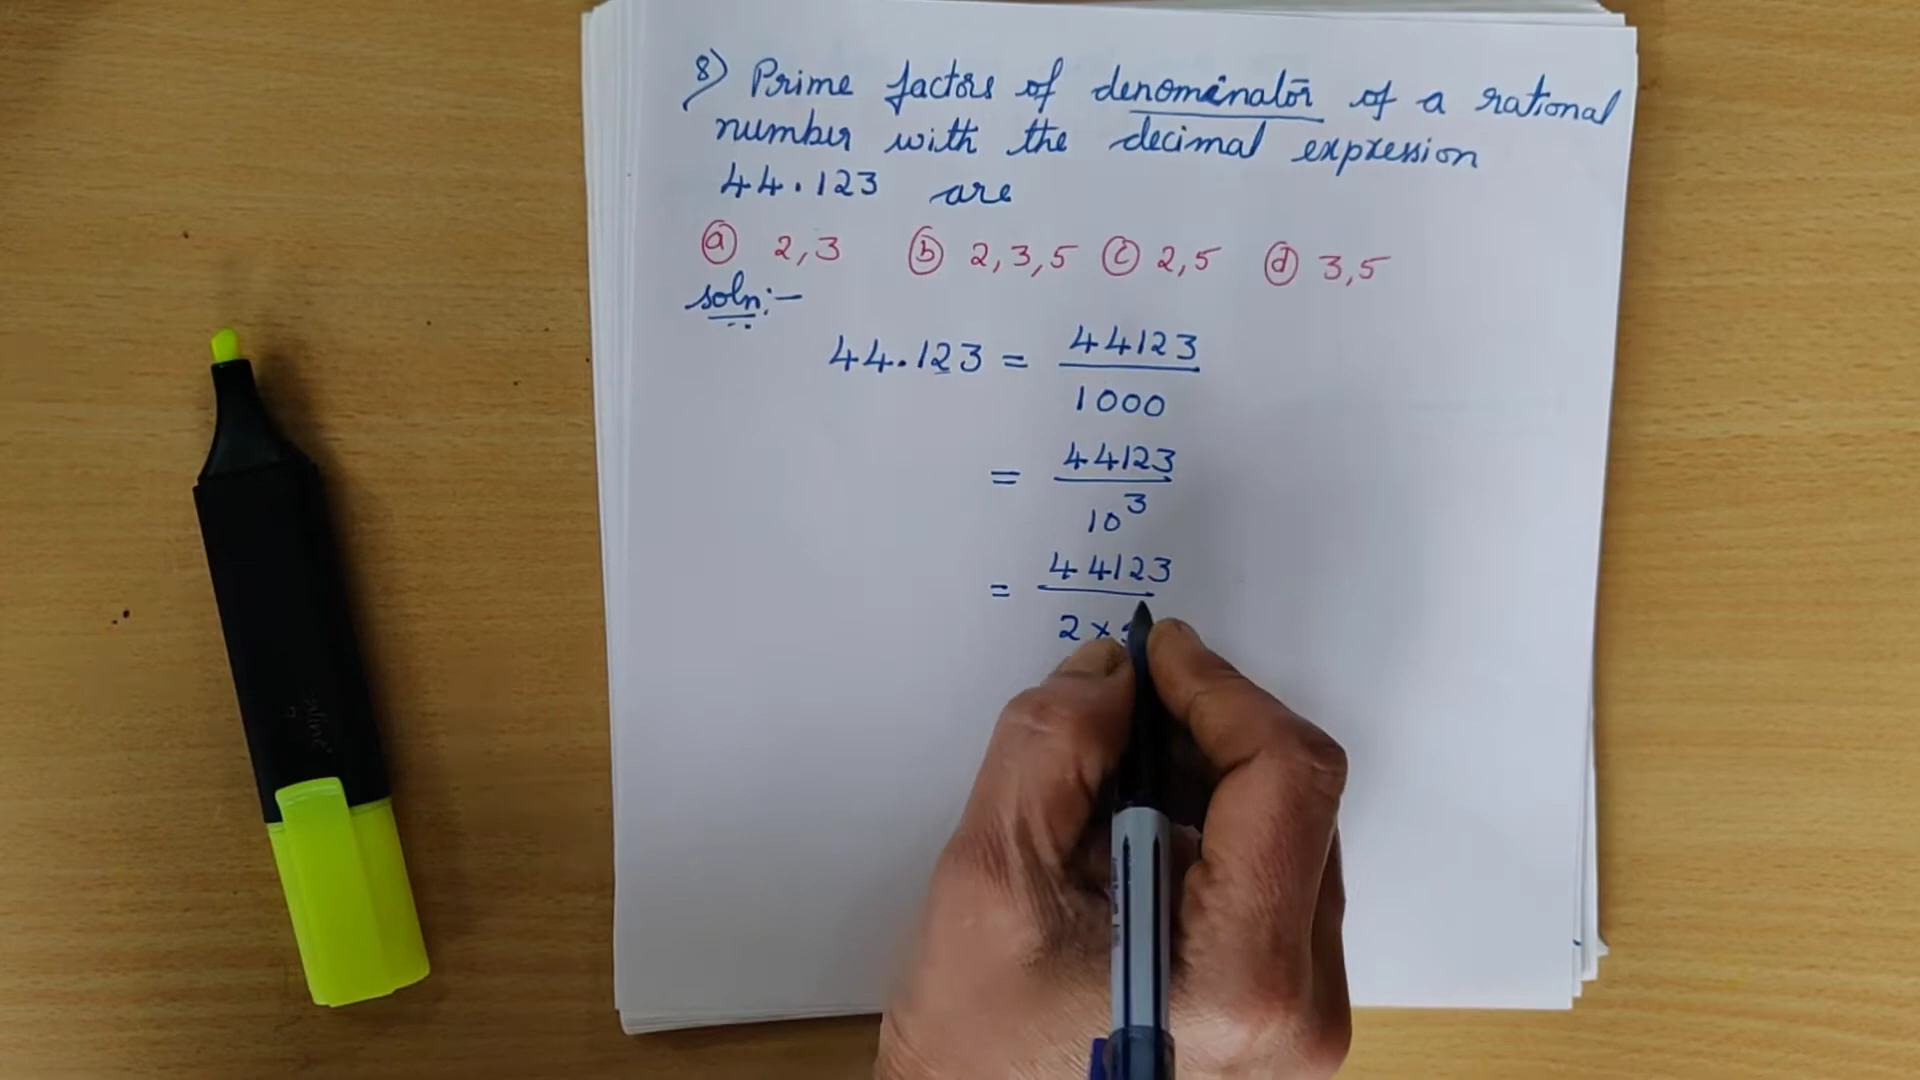 8) Prime factors of denominator of a rational
number with the decimal expression
44.123 are
(a) 2,3 (b) 2,3,5 (c) 2,5 (d) 3,5
soln:-
44.123 = 44123
1000
= 44123
10³
= 44123
2 ×